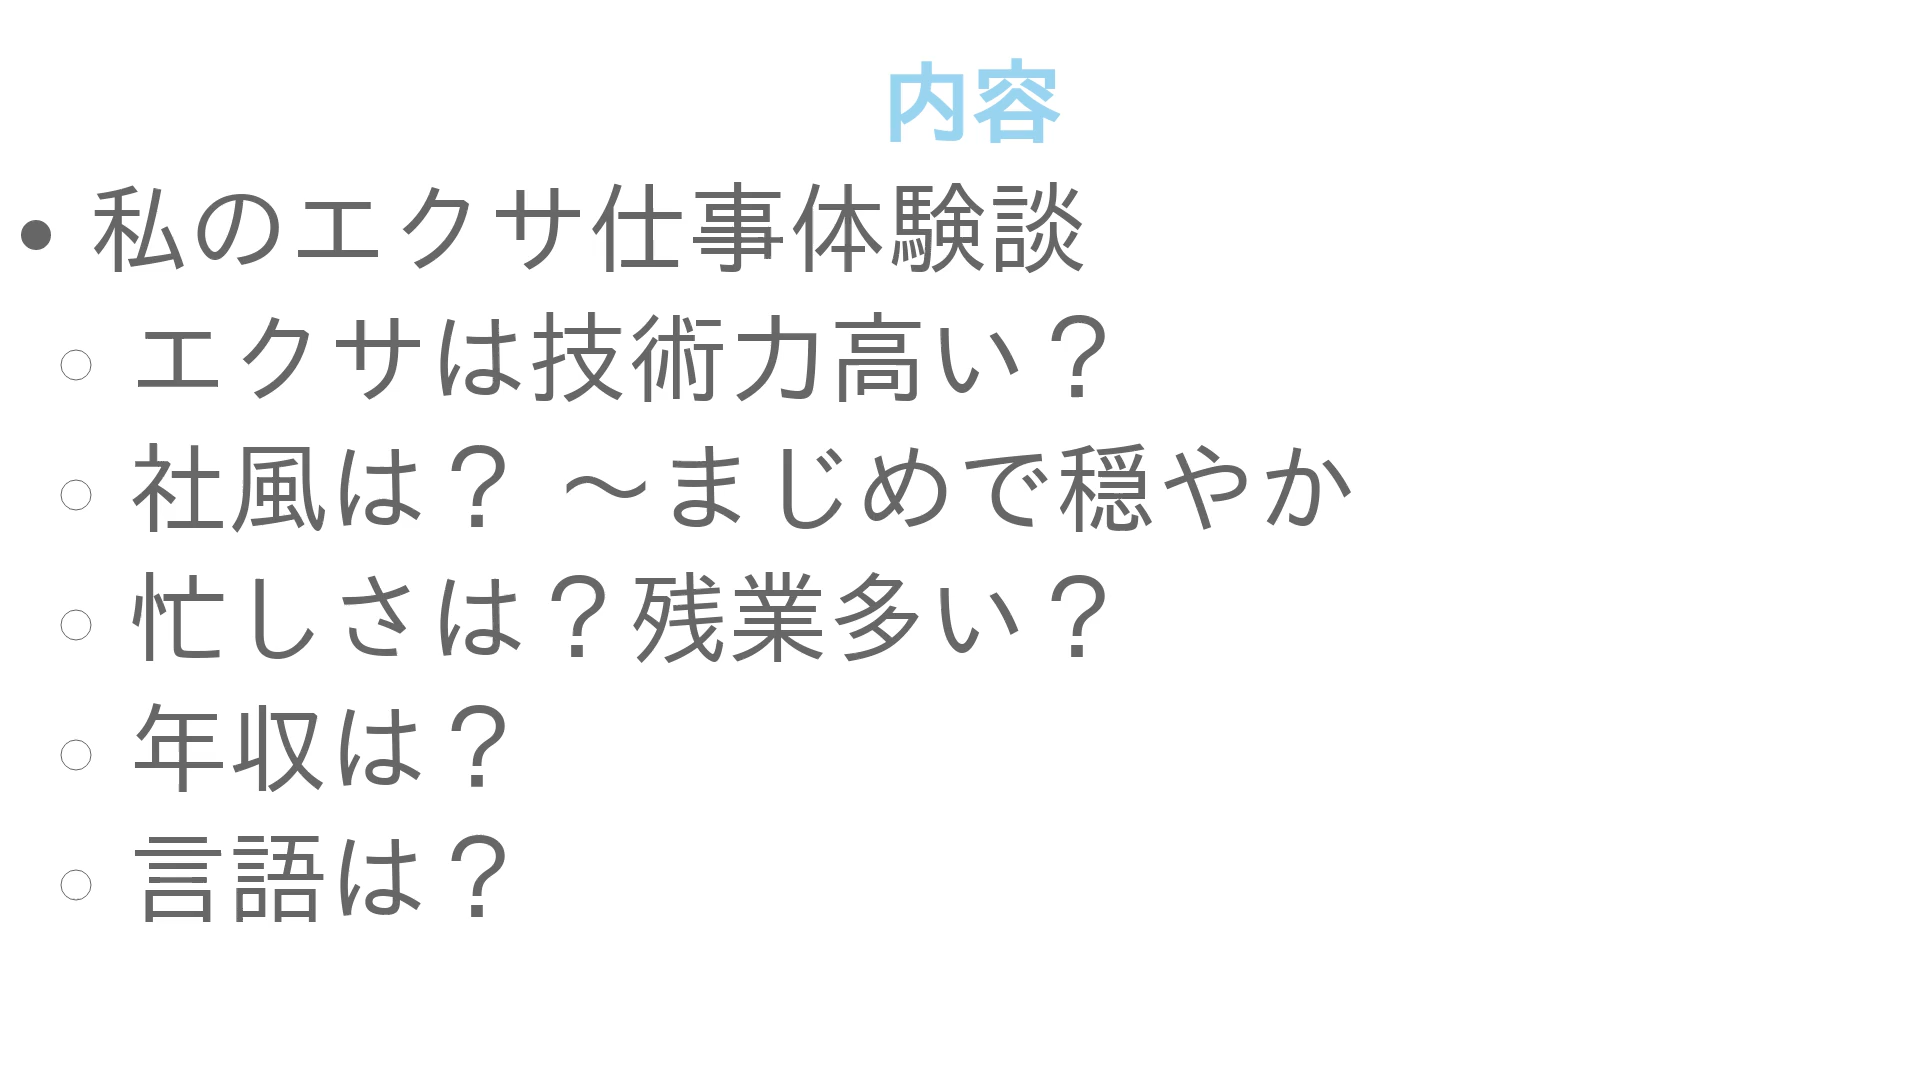 内容
• 私のエクサ仕事体験談
○ エクサは技術力高い？
○ 社風は？ ～まじめで穏やか
○ 忙しさは？残業多い？
○ 年収は？
○ 言語は？